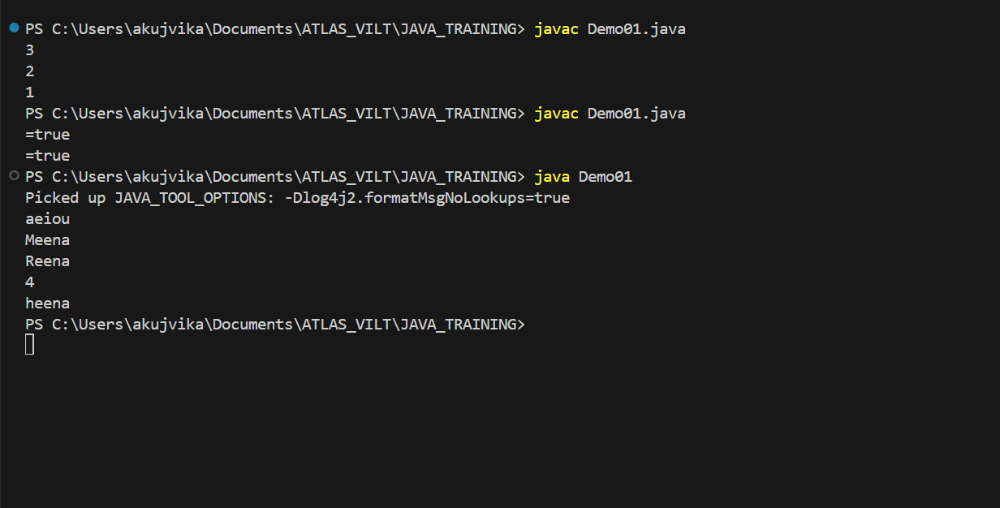 PS C:\Users\akujvika\Documents\ATLAS_VILT\JAVA_TRAINING> javac Demo01.java
3
2
1
PS C:\Users\akujvika\Documents\ATLAS_VILT\JAVA_TRAINING> javac Demo01.java
=true
=true
PS C:\Users\akujvika\Documents\ATLAS_VILT\JAVA_TRAINING> java Demo01
Picked up JAVA_TOOL_OPTIONS: -Dlog4j2.formatMsgNoLookups=true
aeiou
Meena
Reena
4
heena
PS C:\Users\akujvika\Documents\ATLAS_VILT\JAVA_TRAINING>